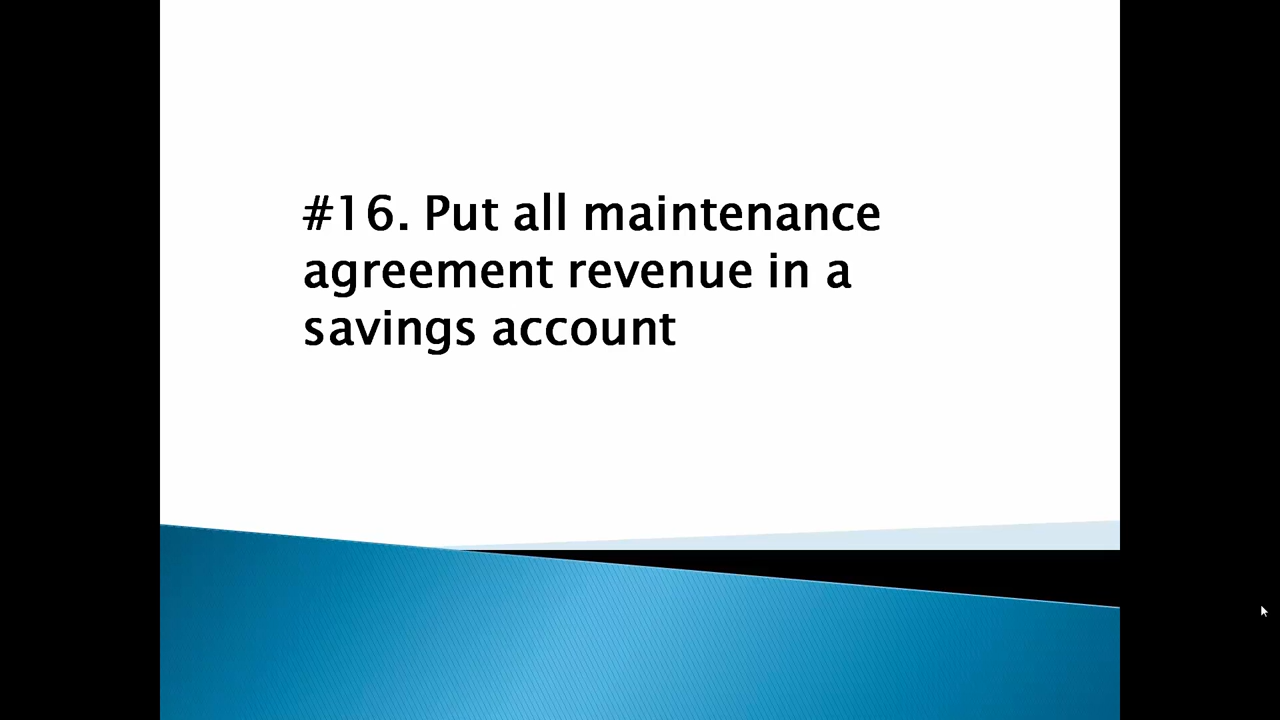 #16. Put all maintenance
agreement revenue in a
savings account